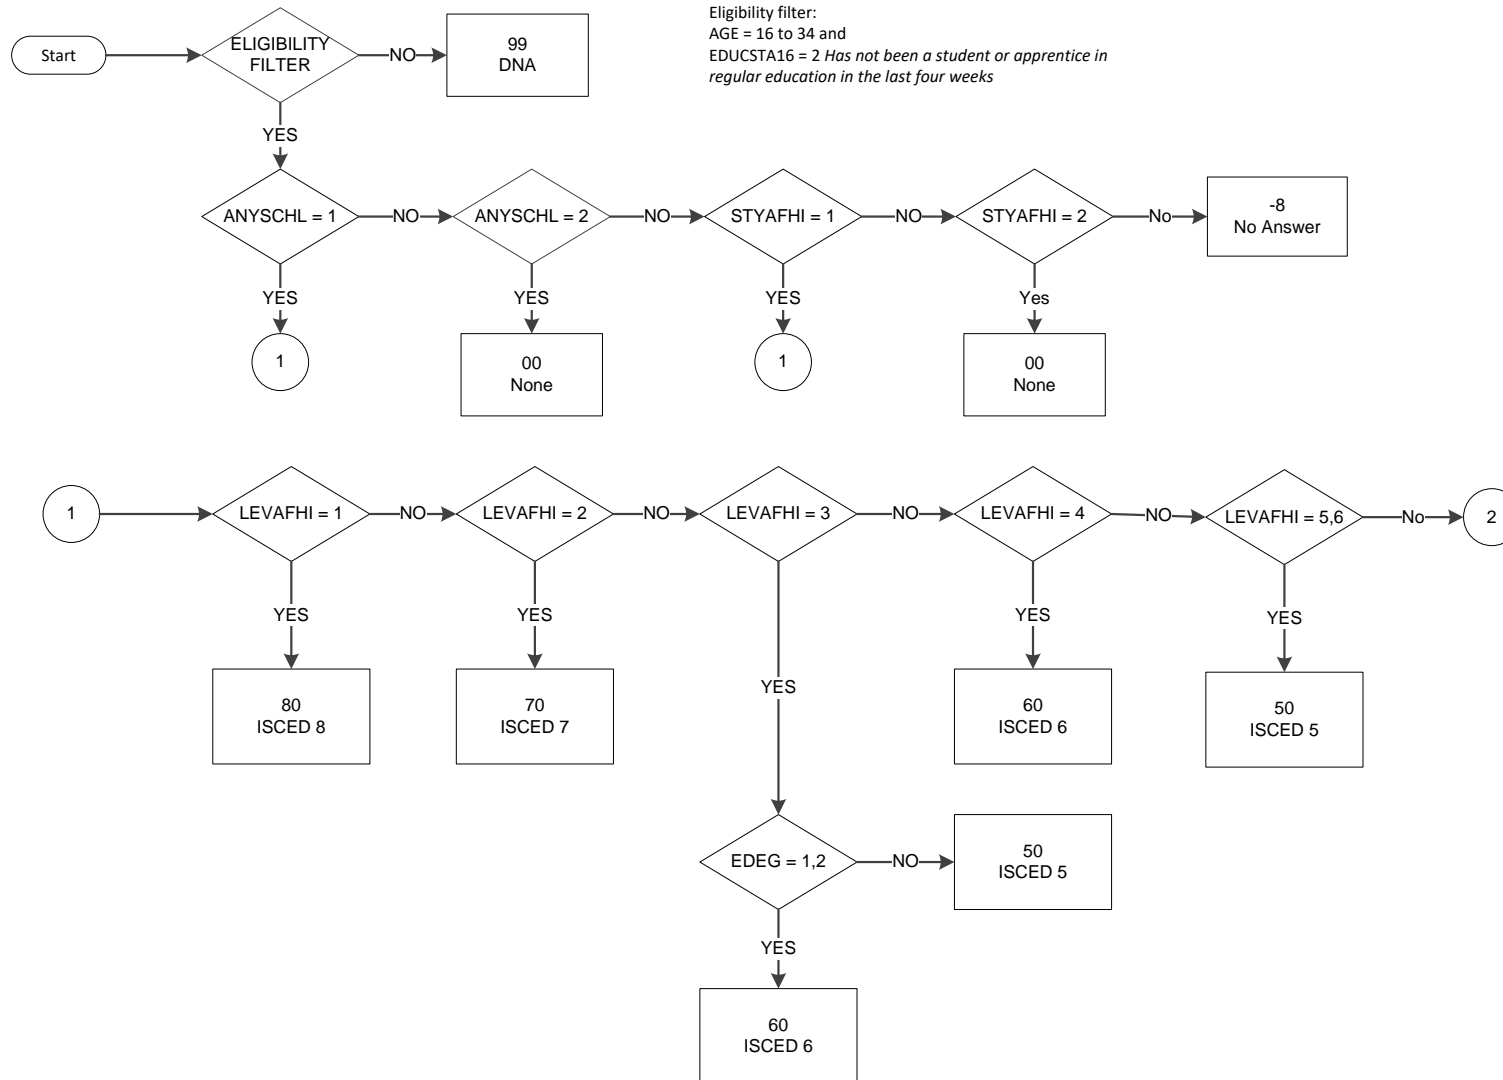 Start
ELIGIBILITY
FILTER
NO
99
DNA
Eligibility filter:
AGE = 16 to 34 and
EDUCSTA16 = 2 Has not been a student or apprentice in
regular education in the last four weeks
YES
ANYSCHL = 1
NO
ANYSCHL = 2
NO
STYAFHI = 1
NO
STYAFHI = 2
No
-8
No Answer
YES
YES
YES
Yes
1
00
None
1
00
None
1
LEVAFHI = 1
NO
LEVAFHI = 2
NO
LEVAFHI = 3
NO
LEVAFHI = 4
NO
LEVAFHI = 5,6
No
2
YES
YES
YES
YES
YES
80
ISCED 8
70
ISCED 7
60
ISCED 6
50
ISCED 5
EDEG = 1,2
NO
50
ISCED 5
YES
60
ISCED 6